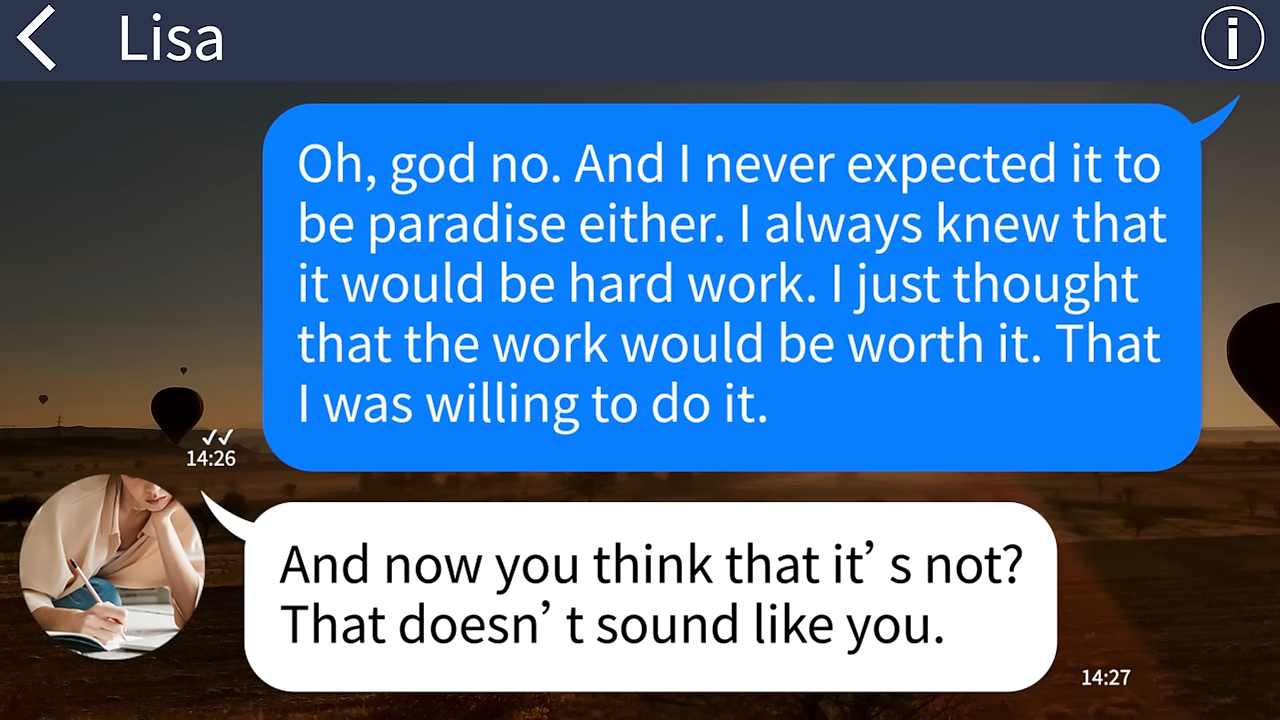 Lisa
Oh, god no. And I never expected it to
be paradise either. I always knew that
it would be hard work. I just thought
that the work would be worth it. That
I was willing to do it.
14:26
And now you think that it’s not?
That doesn’t sound like you.
14:27